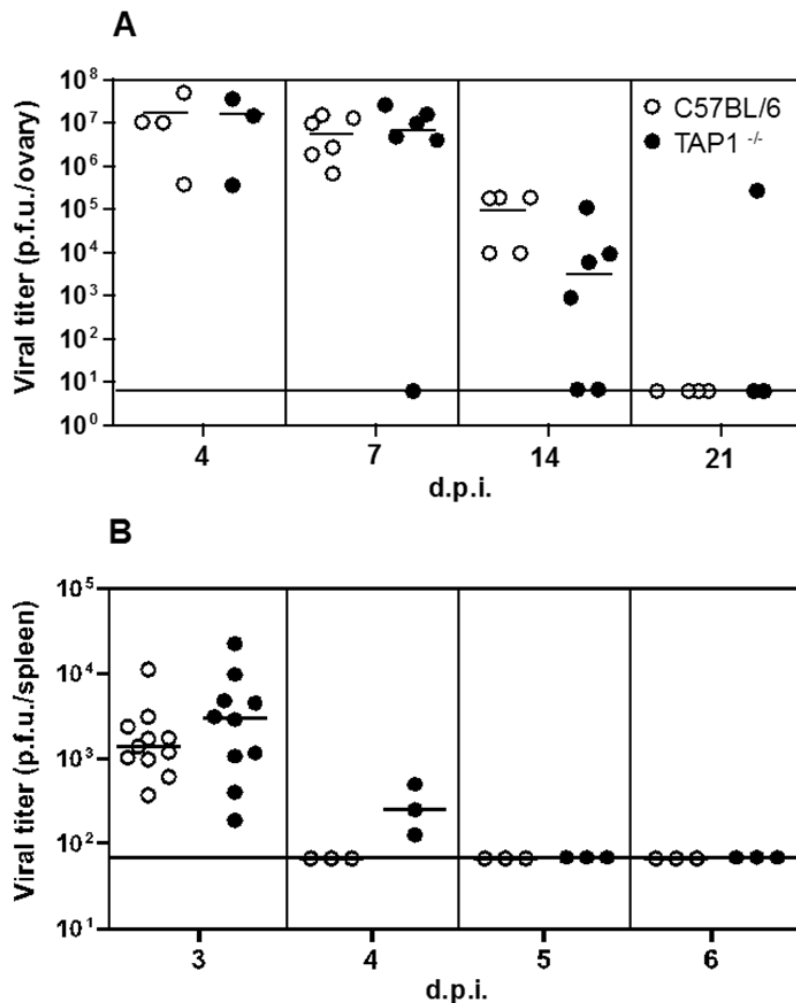 A
Viral titer (p.f.u./ovary)
10⁸
10⁷
10⁶
10⁵
10⁴
10³
10²
10¹
10⁰
C57BL/6
TAP1 -/-
4 7 14 21
d.p.i.
B
Viral titer (p.f.u./spleen)
10⁵
10⁴
10³
10²
10¹
3 4 5 6
d.p.i.